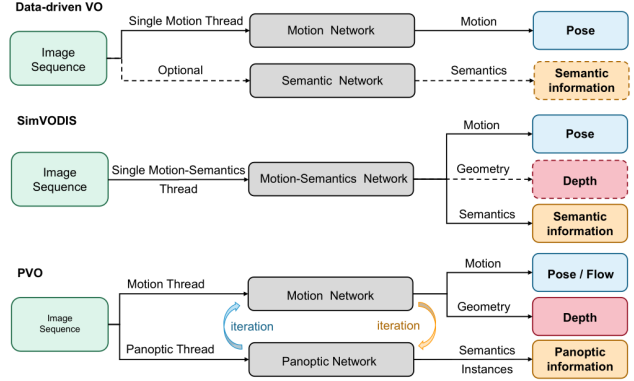 Data-driven VO
Single Motion Thread
Motion Network
Motion
Pose
Image
Sequence
Optional
Semantic Network
Semantics
Semantic
information
SimVODIS
Motion
Pose
Image
Sequence
Single Motion-Semantics
Thread
Motion-Semantics Network
Geometry
Depth
Semantics
Semantic
information
PVO
Motion Thread
Motion Network
Motion
Pose / Flow
Image
Sequence
iteration
iteration
Geometry
Depth
Panoptic Thread
Panoptic Network
Semantics
Instances
Panoptic
information